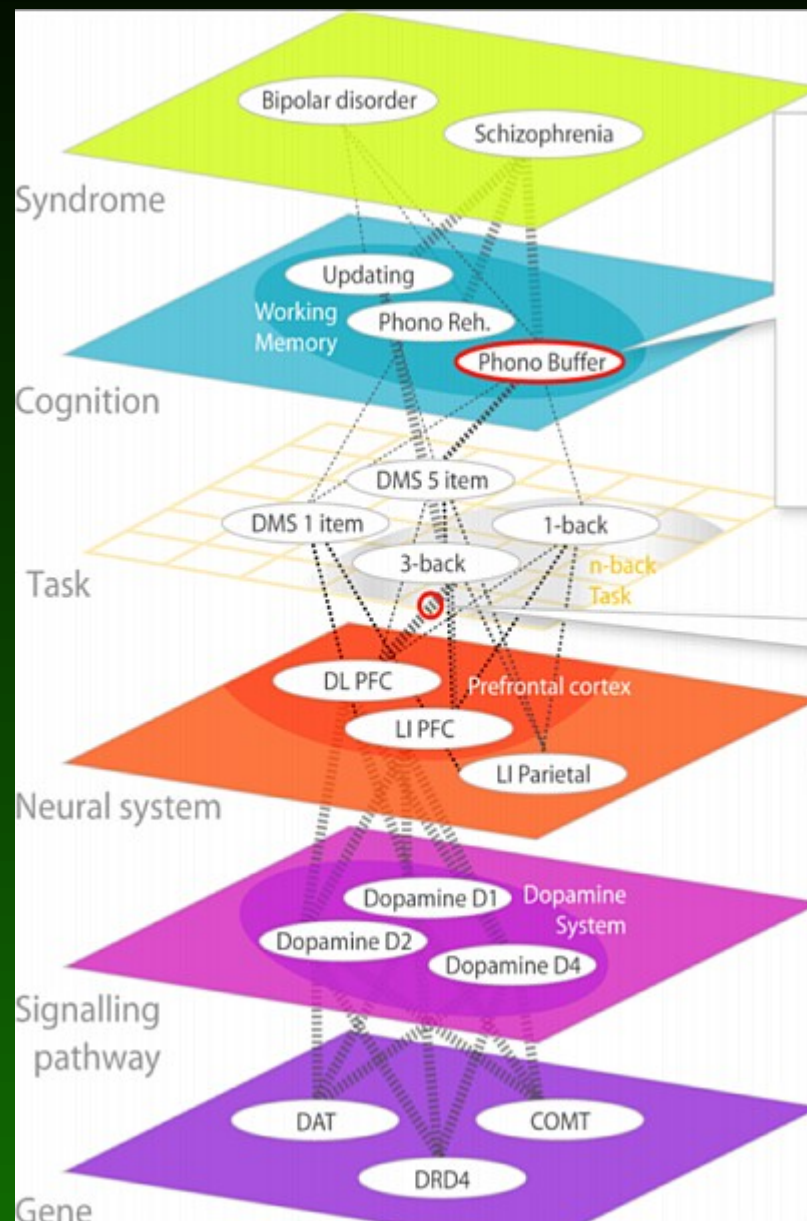 Bipolar disorder
Schizophrenia
Syndrome
Updating
Working
Memory
Phono Reh.
Phono Buffer
Cognition
DMS 5 item
DMS 1 item
1-back
3-back
n-back
Task
Task
DL PFC
Prefrontal cortex
LI PFC
LI Parietal
Neural system
Dopamine D1
Dopamine
System
Dopamine D2
Dopamine D4
Signalling
pathway
DAT
COMT
DRD4
Gene